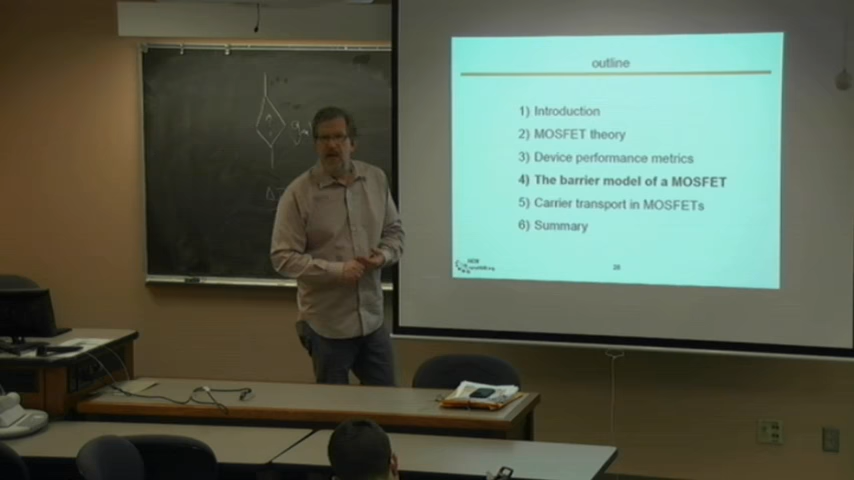 outline
1) Introduction
2) MOSFET theory
3) Device performance metrics
4) The barrier model of a MOSFET
5) Carrier transport in MOSFETs
6) Summary